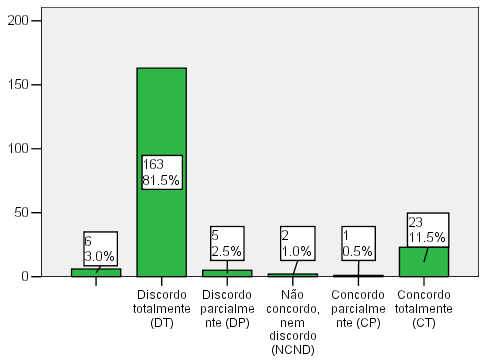 200
150
100
50
0
6
3.0%
163
81.5%
5
2.5%
2
1.0%
1
0.5%
23
11.5%
Discordo
totalmente
(DT)
Discordo
parcialme
nte (DP)
Não
concordo,
nem
discordo
(NCND)
Concordo
parcialme
nte (CP)
Concordo
totalmente
(CT)